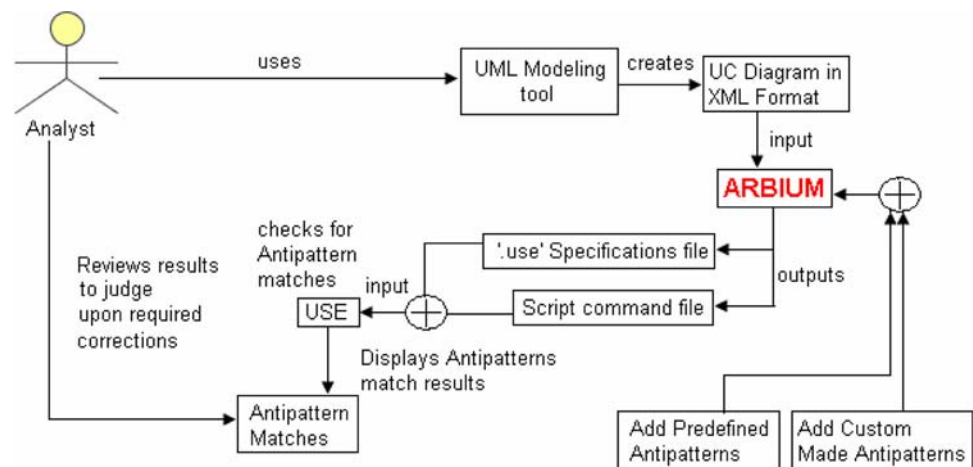 uses
UML Modeling
tool
creates
UC Diagram in
XML Format
Analyst
input
ARBIUM
checks for
Antipattern
matches
'.use' Specifications file
outputs
Reviews results
to judge
upon required
corrections
input
USE
Script command file
Displays Antipatterns
match results
Antipattern
Matches
Add Predefined
Antipatterns
Add Custom
Made Antipatterns